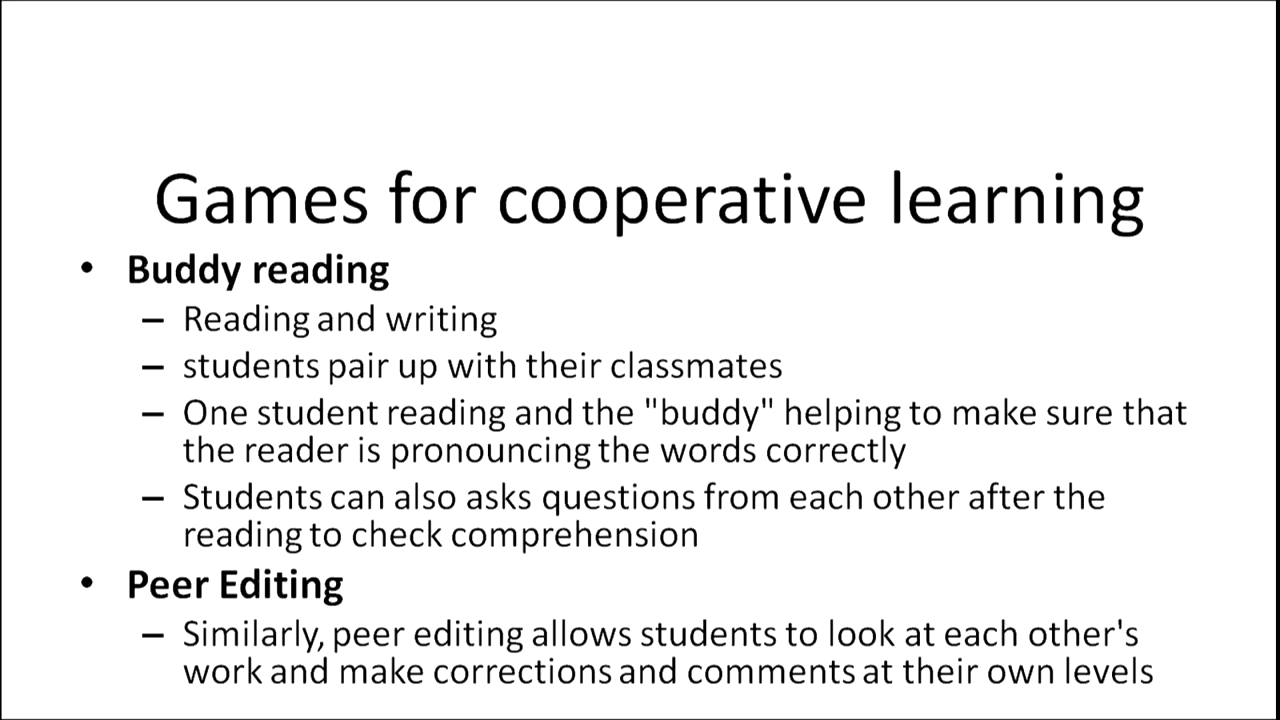 Games for cooperative learning
• Buddy reading
– Reading and writing
– students pair up with their classmates
– One student reading and the "buddy" helping to make sure that
the reader is pronouncing the words correctly
– Students can also asks questions from each other after the
reading to check comprehension
• Peer Editing
– Similarly, peer editing allows students to look at each other's
work and make corrections and comments at their own levels